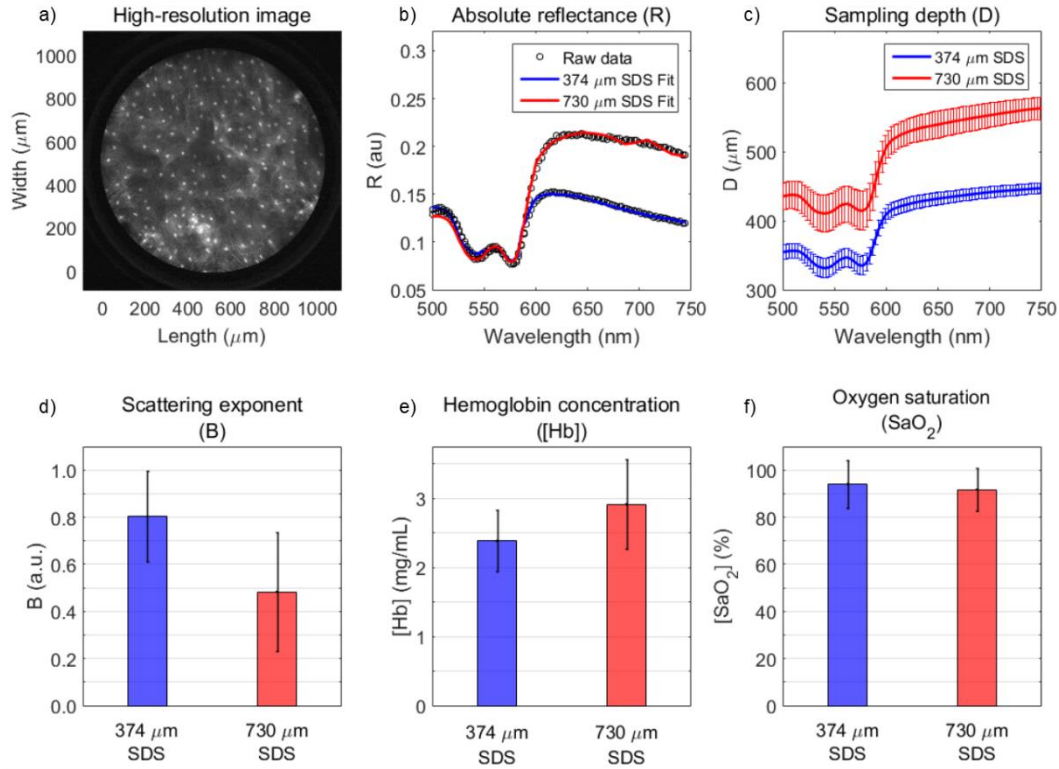 a)
High-resolution image
1000
800
600
400
200
0
Width (μm)
0 200 400 600 800 1000
Length (μm)
b)
Absolute reflectance (R)
Raw data
374 μm SDS Fit
730 μm SDS Fit
0.3
0.25
0.2
0.15
0.1
0.05
R (au)
500 550 600 650 700 750
Wavelength (nm)
c)
Sampling depth (D)
374 μm SDS
730 μm SDS
600
500
400
300
D (μm)
500 550 600 650 700 750
Wavelength (nm)
d)
Scattering exponent
(B)
1.0
0.8
0.6
0.4
0.2
0.0
B (a.u.)
374 μm
SDS
730 μm
SDS
e)
Hemoglobin concentration
([Hb])
3
2
1
0
[Hb] (mg/mL)
374 μm
SDS
730 μm
SDS
f)
Oxygen saturation
(SaO₂)
100
80
60
40
20
0
[SaO₂] (%)
374 μm
SDS
730 μm
SDS